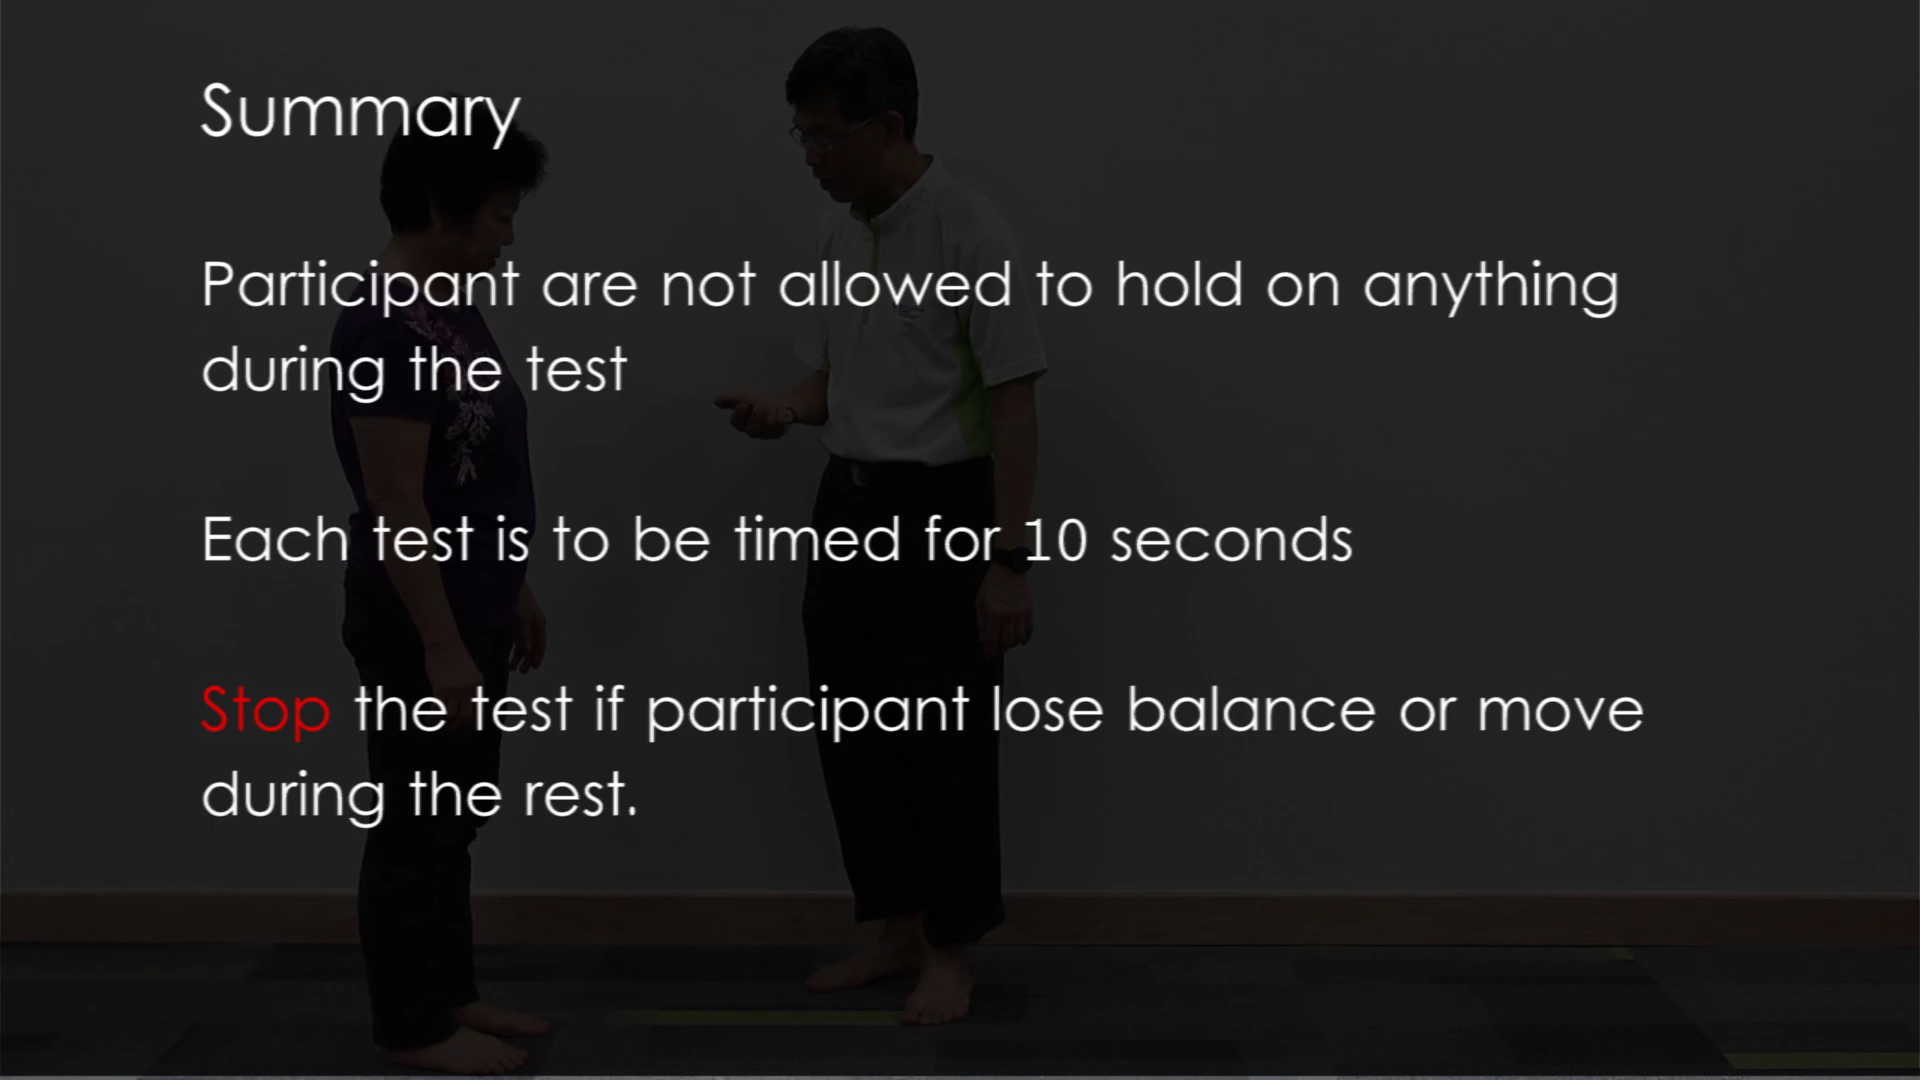 Summary
Participant are not allowed to hold on anything
during the test
Each test is to be timed for 10 seconds
Stop the test if participant lose balance or move
during the rest.